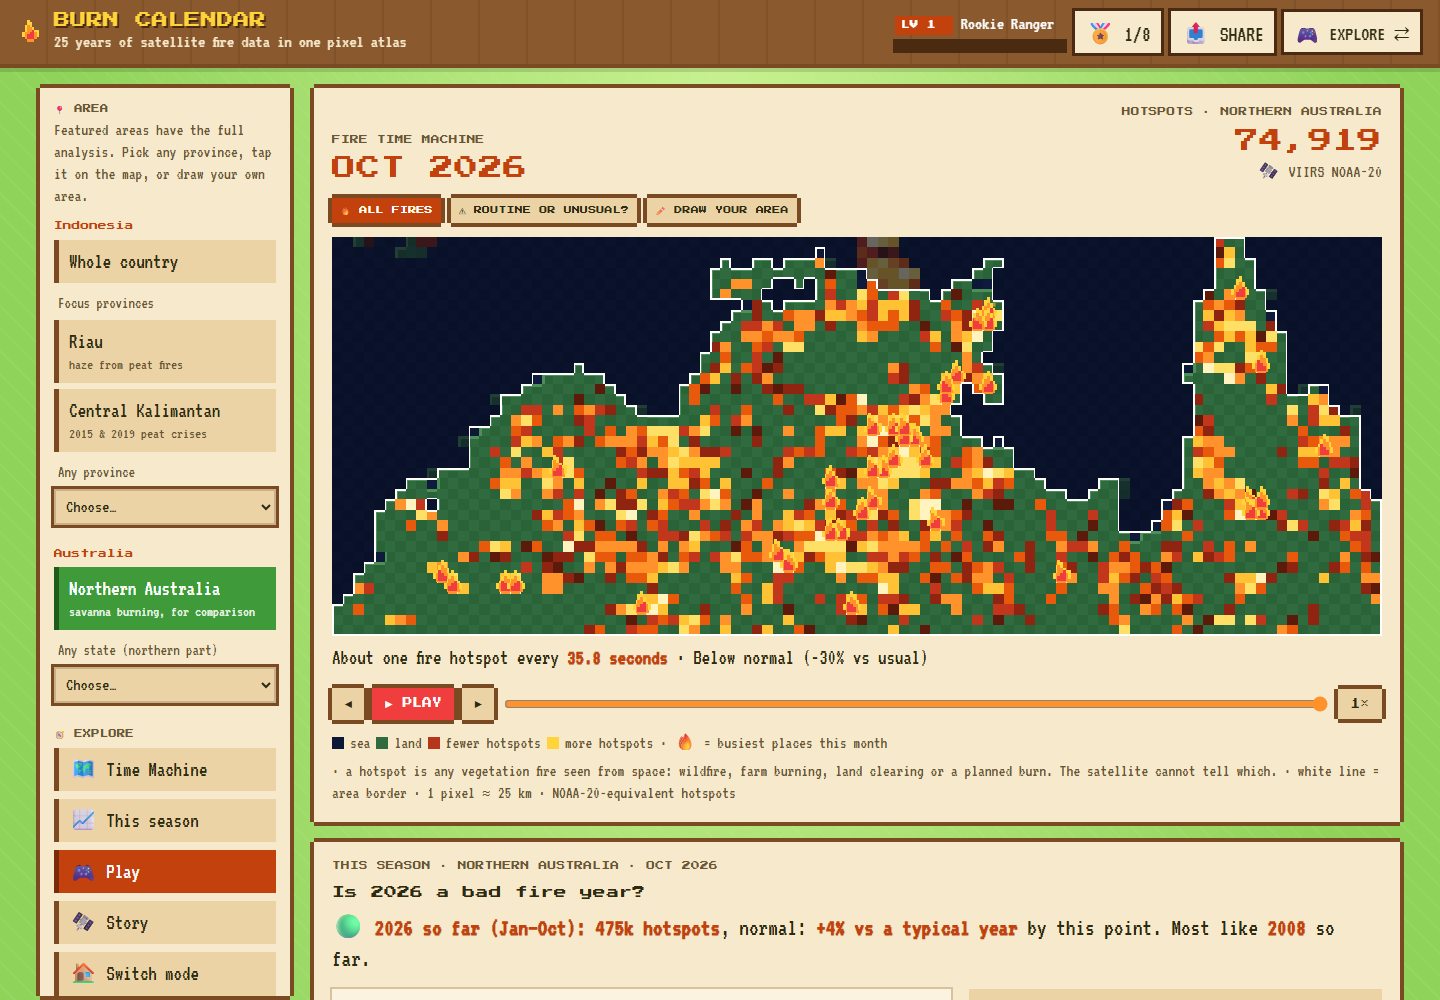 BURN CALENDAR
25 years of satellite fire data in one pixel atlas
LV 1 Rookie Ranger
1/8
SHARE
EXPLORE ⇄
AREA
Featured areas have the full
analysis. Pick any province, tap
it on the map, or draw your own
area.
Indonesia
Whole country
Focus provinces
Riau
haze from peat fires
Central Kalimantan
2015 & 2019 peat crises
Any province
Choose…
Australia
Northern Australia
savanna burning, for comparison
Any state (northern part)
Choose…
EXPLORE
Time Machine
This season
Play
Story
Switch mode
FIRE TIME MACHINE
OCT 2026
HOTSPOTS · NORTHERN AUSTRALIA
74,919
VIIRS NOAA-20
ALL FIRES
ROUTINE OR UNUSUAL?
DRAW YOUR AREA
About one fire hotspot every 35.8 seconds · Below normal (-30% vs usual)
◀ ▶ PLAY ▶ 1×
sea land fewer hotspots more hotspots · = busiest places this month
· a hotspot is any vegetation fire seen from space: wildfire, farm burning, land clearing or a planned burn. The satellite cannot tell which. · white line =
area border · 1 pixel ≈ 25 km · NOAA-20-equivalent hotspots
THIS SEASON · NORTHERN AUSTRALIA · OCT 2026
Is 2026 a bad fire year?
2026 so far (Jan-Oct): 475k hotspots, normal: +4% vs a typical year by this point. Most like 2008 so
far.